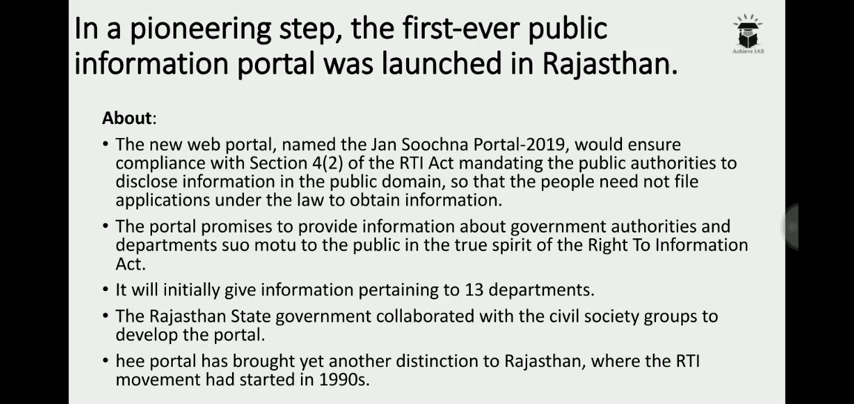 In a pioneering step, the first-ever public
information portal was launched in Rajasthan.
Achieve IAS
About:
• The new web portal, named the Jan Soochna Portal-2019, would ensure
compliance with Section 4(2) of the RTI Act mandating the public authorities to
disclose information in the public domain, so that the people need not file
applications under the law to obtain information.
• The portal promises to provide information about government authorities and
departments suo motu to the public in the true spirit of the Right To Information
Act.
• It will initially give information pertaining to 13 departments.
• The Rajasthan State government collaborated with the civil society groups to
develop the portal.
• hee portal has brought yet another distinction to Rajasthan, where the RTI
movement had started in 1990s.